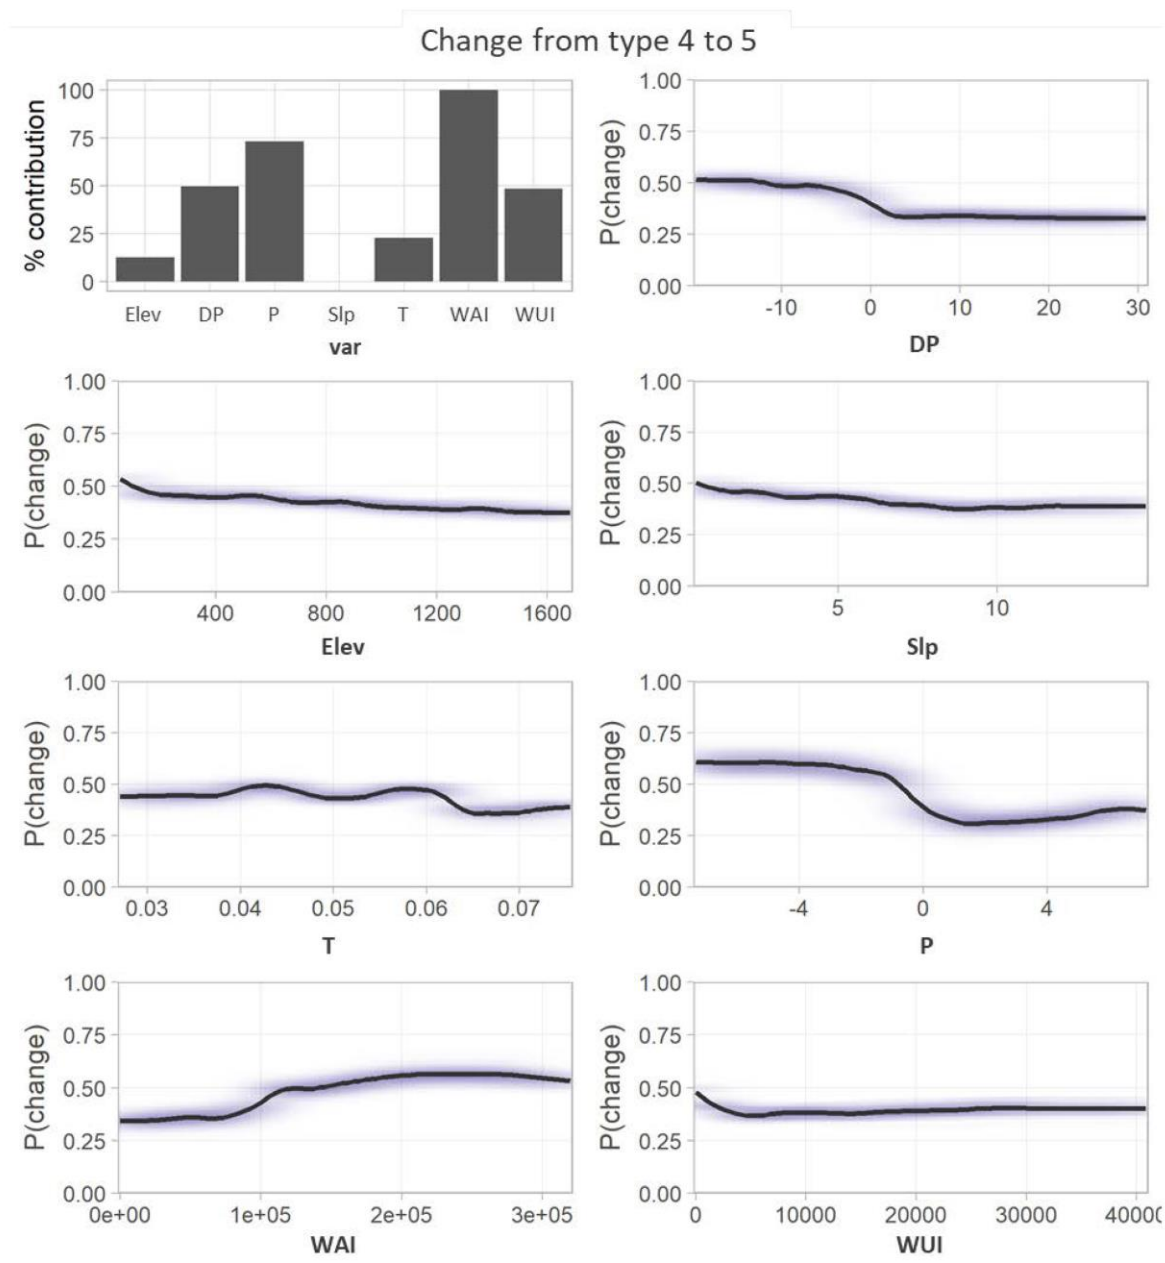 Change from type 4 to 5
% contribution
100
75
50
25
0
Elev DP P Slp T WAI WUI
var
P(change)
1.00
0.75
0.50
0.25
0.00
-10 0 10 20 30
DP
P(change)
1.00
0.75
0.50
0.25
0.00
400 800 1200 1600
Elev
P(change)
1.00
0.75
0.50
0.25
0.00
5 10
Slp
P(change)
1.00
0.75
0.50
0.25
0.00
0.03 0.04 0.05 0.06 0.07
T
P(change)
1.00
0.75
0.50
0.25
0.00
-4 0 4
P
P(change)
1.00
0.75
0.50
0.25
0.00
0e+00 1e+05 2e+05 3e+05
WAI
P(change)
1.00
0.75
0.50
0.25
0.00
0 10000 20000 30000 40000
WUI